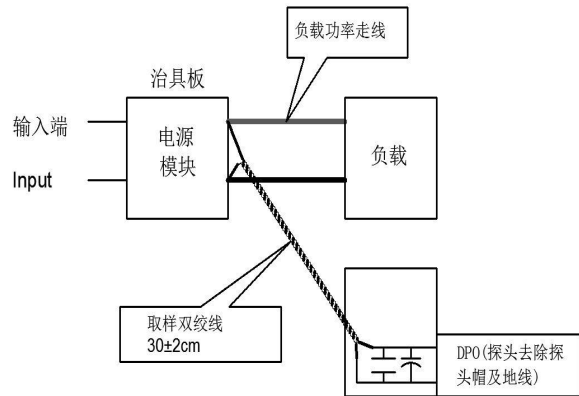 负载功率走线
治具板
输入端
Input
电源
模块
负载
取样双绞线
30±2cm
DPO(探头去除探
头帽及地线)